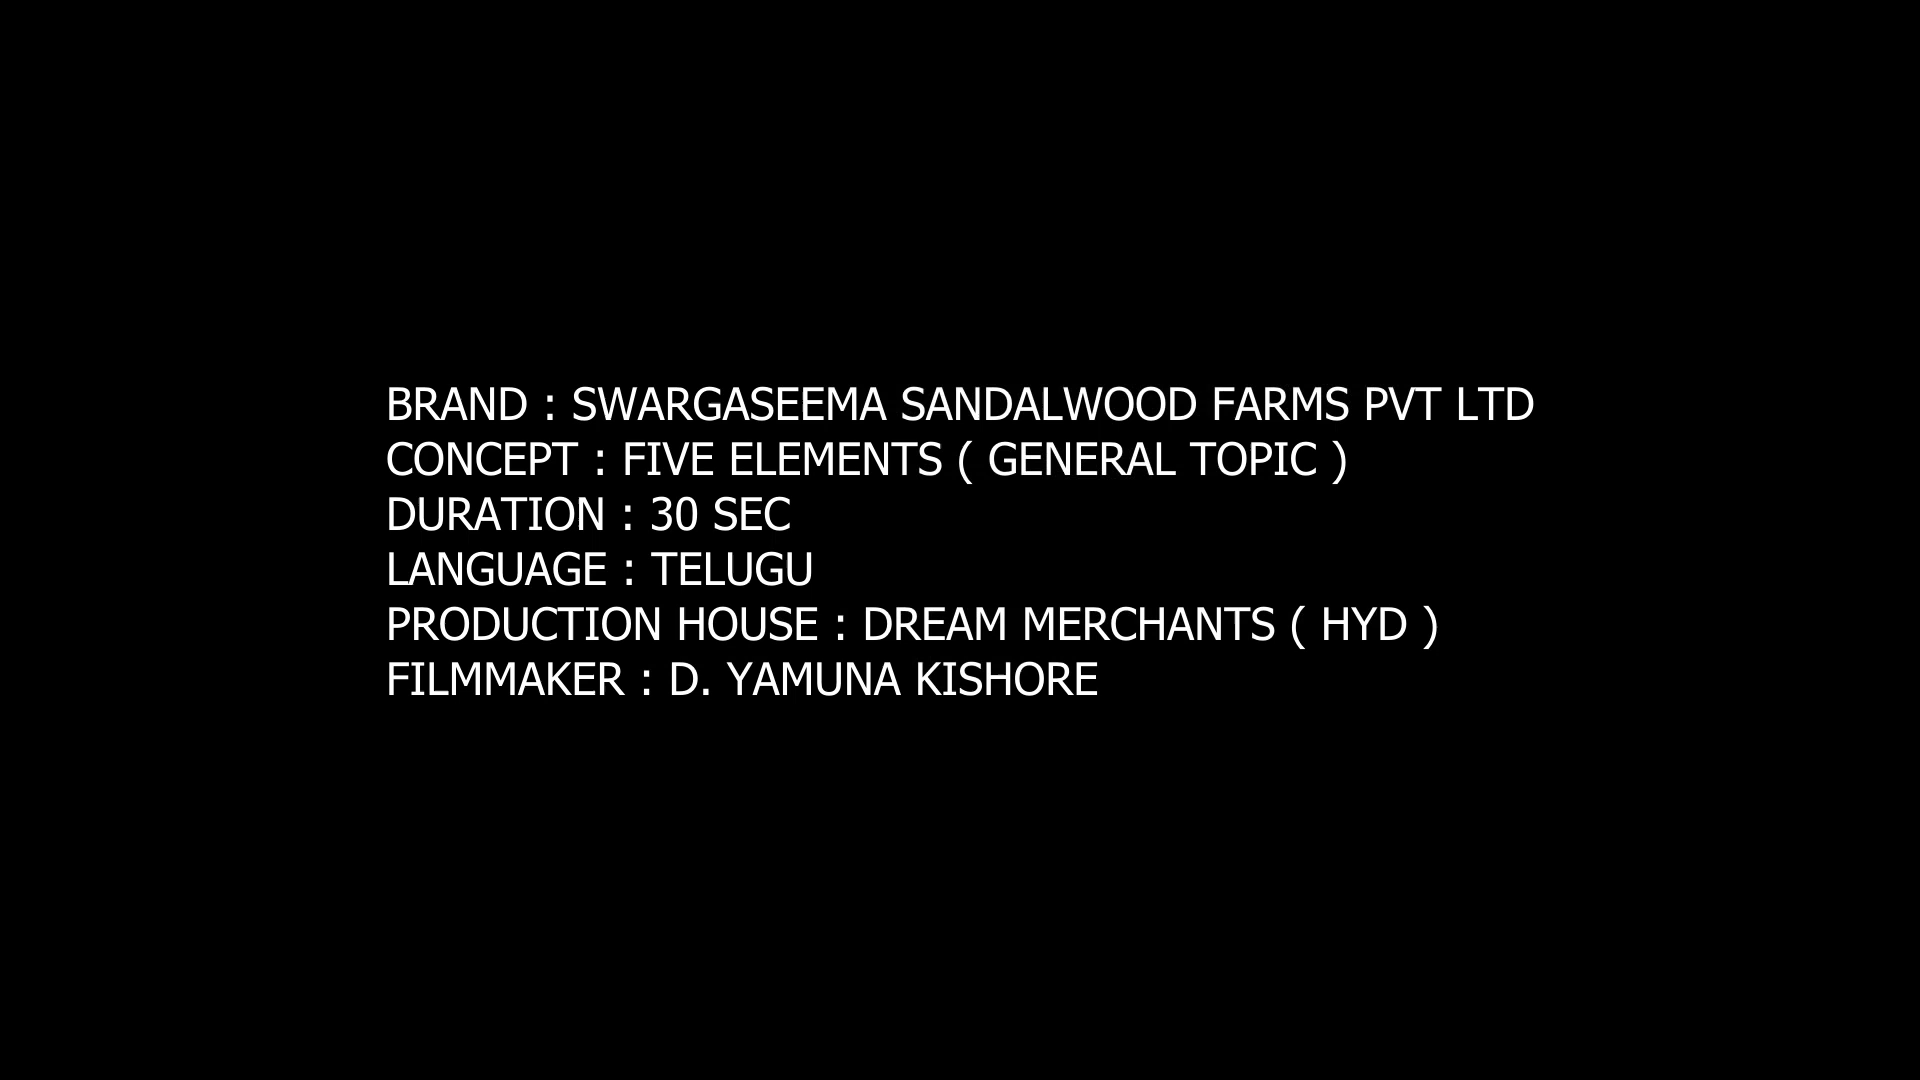 BRAND : SWARGASEEMA SANDALWOOD FARMS PVT LTD
CONCEPT : FIVE ELEMENTS ( GENERAL TOPIC )
DURATION : 30 SEC
LANGUAGE : TELUGU
PRODUCTION HOUSE : DREAM MERCHANTS ( HYD )
FILMMAKER : D. YAMUNA KISHORE